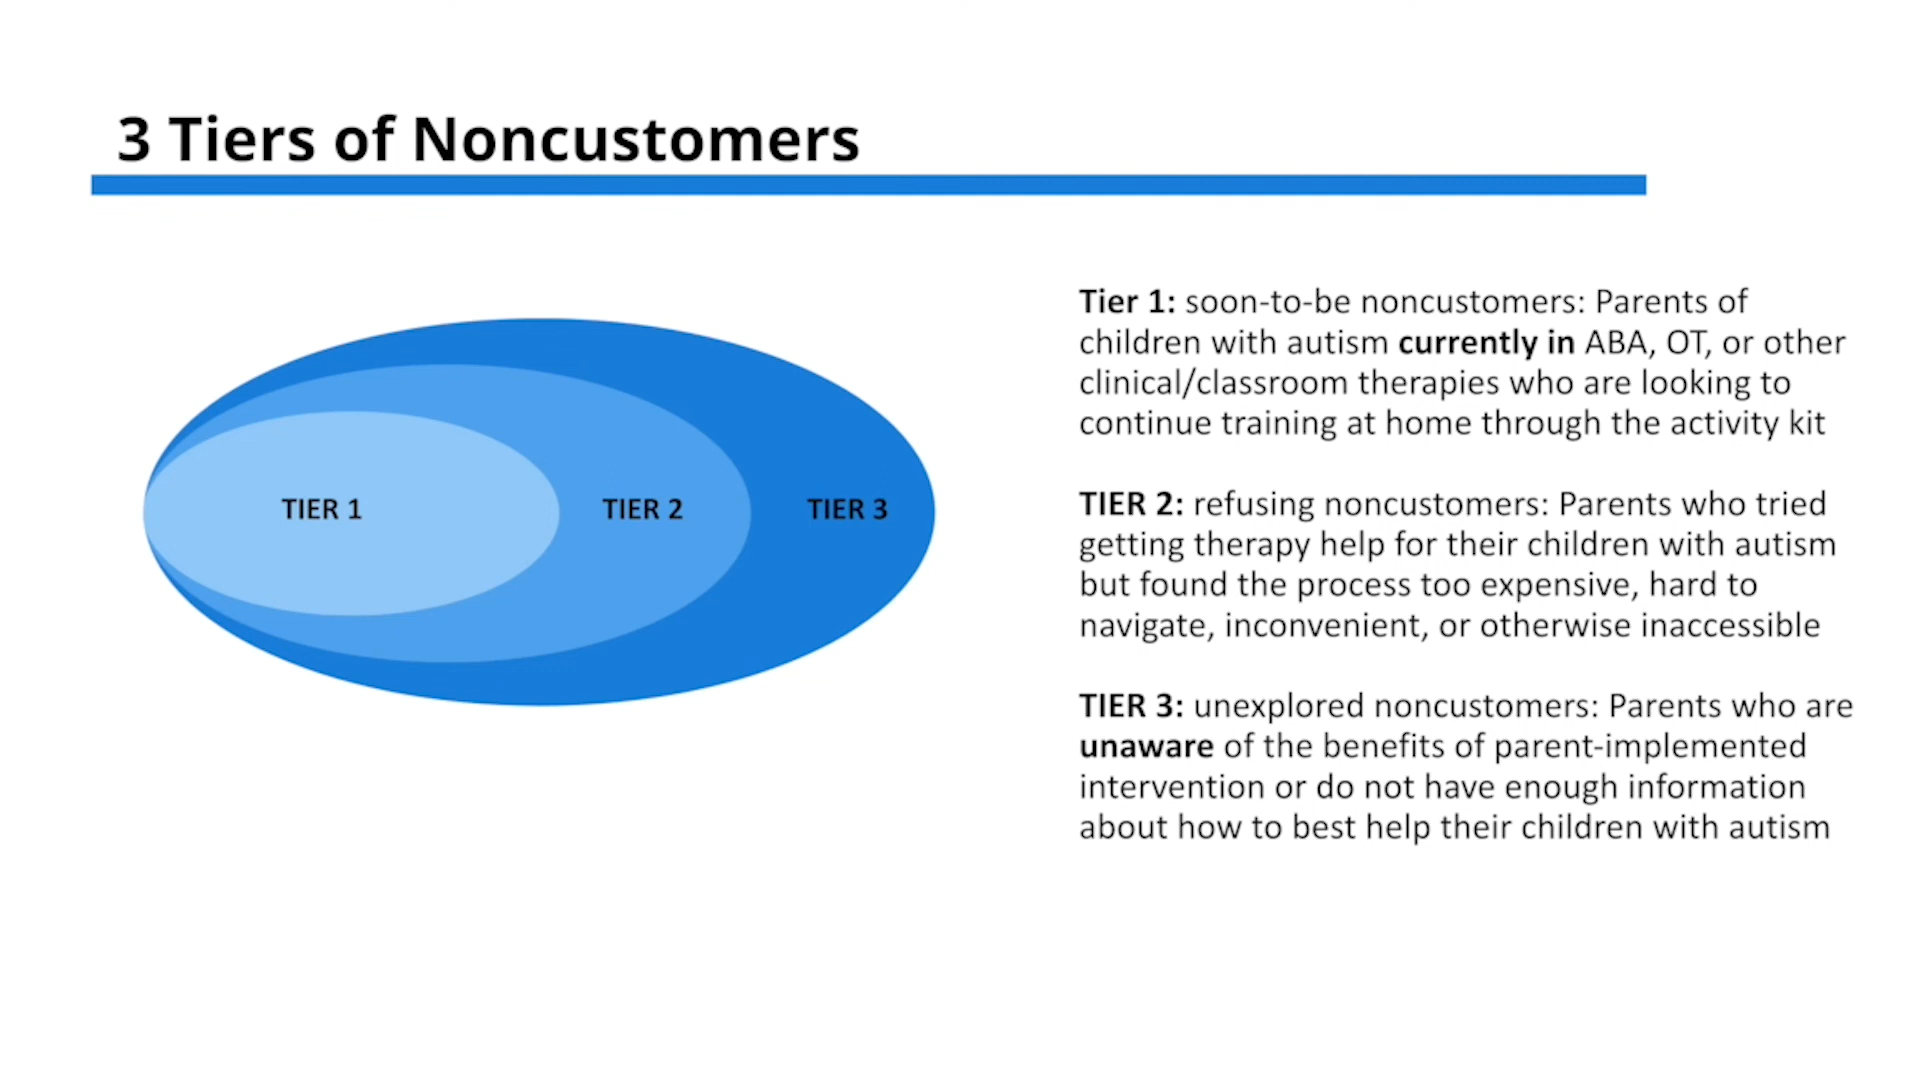 3 Tiers of Noncustomers
TIER 1
TIER 2
TIER 3
Tier 1: soon-to-be noncustomers: Parents of
children with autism currently in ABA, OT, or other
clinical/classroom therapies who are looking to
continue training at home through the activity kit
TIER 2: refusing noncustomers: Parents who tried
getting therapy help for their children with autism
but found the process too expensive, hard to
navigate, inconvenient, or otherwise inaccessible
TIER 3: unexplored noncustomers: Parents who are
unaware of the benefits of parent-implemented
intervention or do not have enough information
about how to best help their children with autism